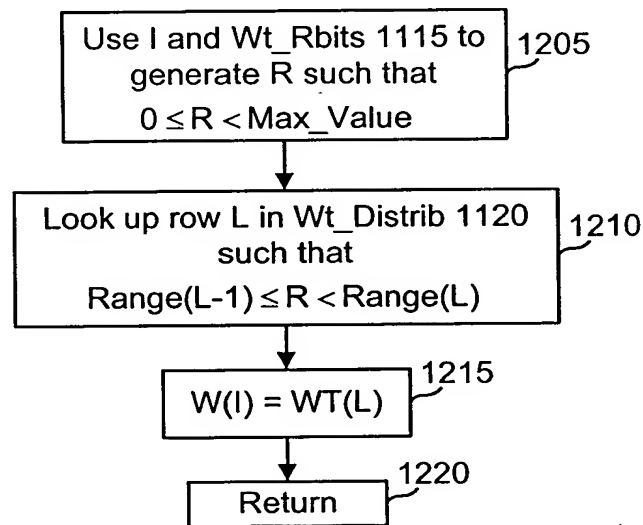 Use I and Wt_Rbits 1115 to
generate R such that
0 ≤ R < Max_Value
1205
Look up row L in Wt_Distrib 1120
such that
Range(L-1) ≤ R < Range(L)
1210
W(I) = WT(L)
1215
Return
1220